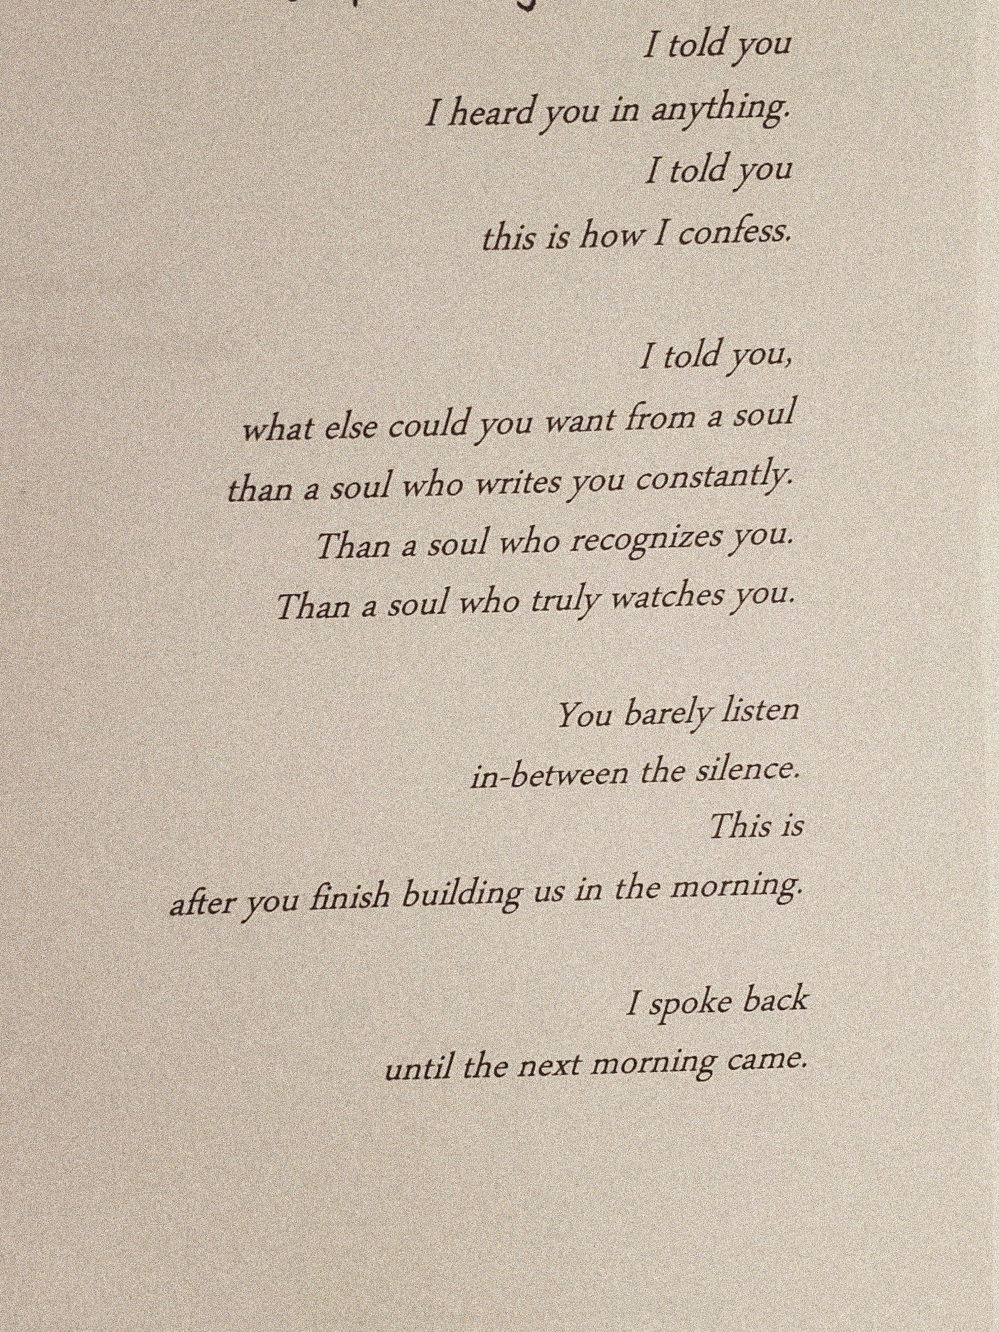 I told you
I heard you in anything.
I told you
this is how I confess.
I told you,
what else could you want from a soul
than a soul who writes you constantly.
Than a soul who recognizes you.
Than a soul who truly watches you.
You barely listen
in-between the silence.
This is
after you finish building us in the morning.
I spoke back
until the next morning came.